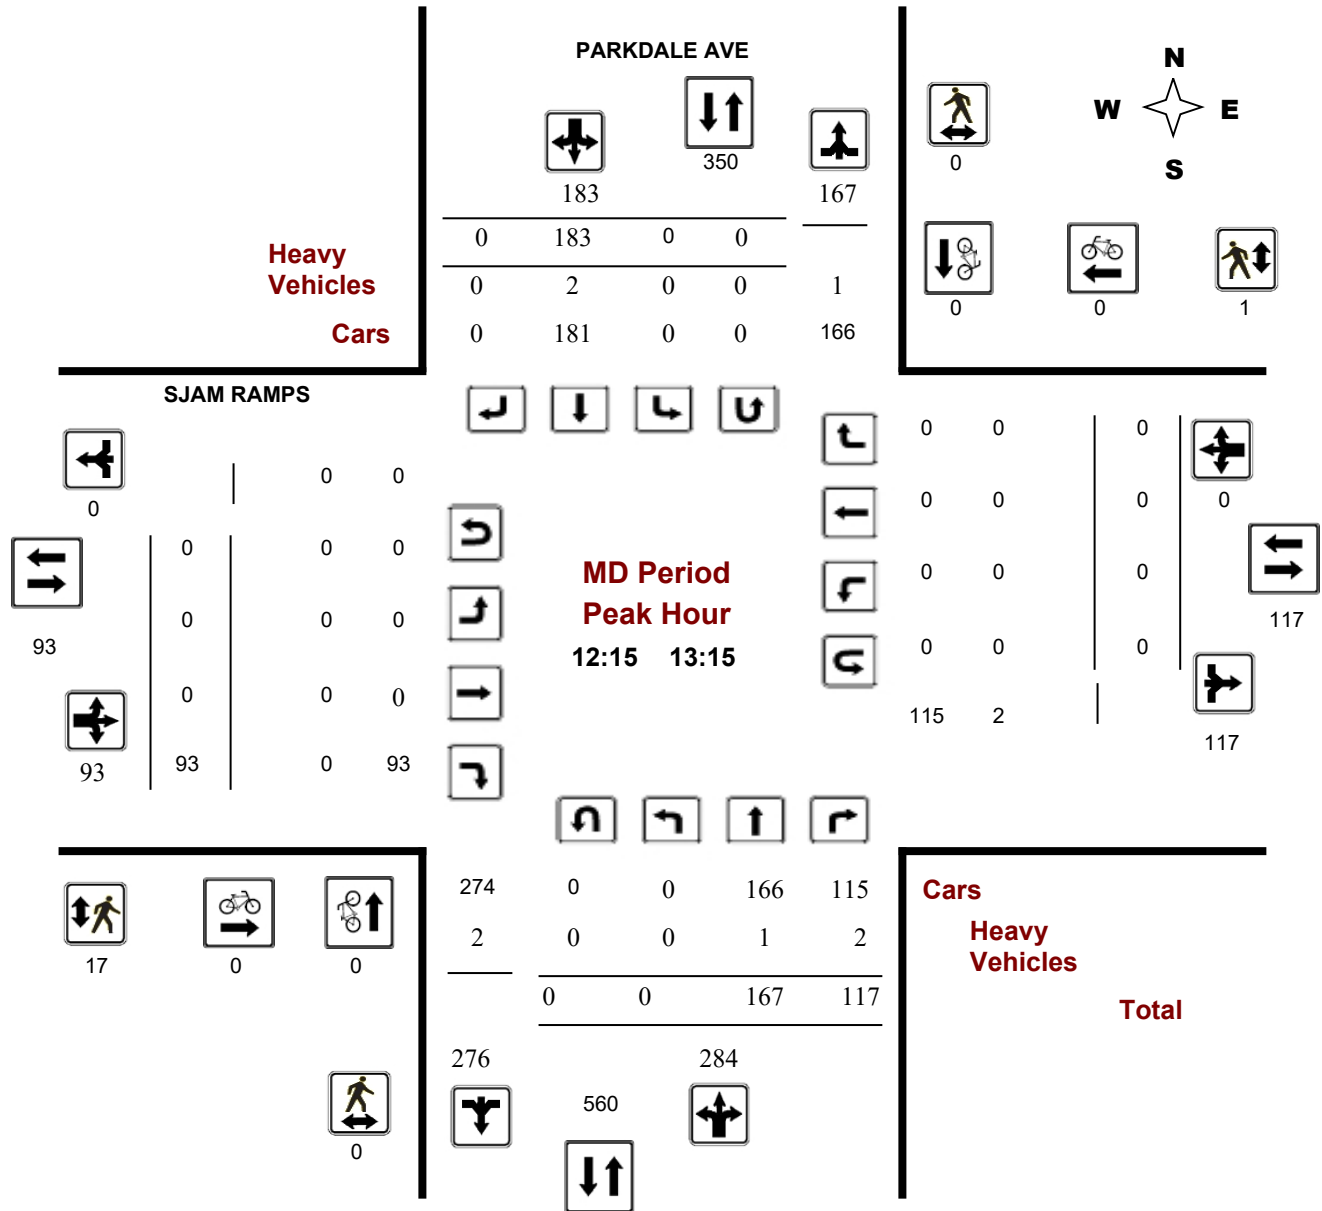 PARKDALE AVE
N
W E
S
350
0
183 167
0 183 0 0
Heavy
Vehicles
0 2 0 0 1
Cars
0 181 0 0 166
0 0 1
SJAM RAMPS
0
0 0
0 0 0
0 0 0
93
0 0 0
93 93 0 93
MD Period
Peak Hour
12:15 13:15
0 0 0
0 0 0 0
0 0 0
117
0 0 0
115 2
117
274 0 0 166 115
2 0 0 1 2
0 0 167 117
276 284
560
Cars
Heavy
Vehicles
Total
17 0 0
0